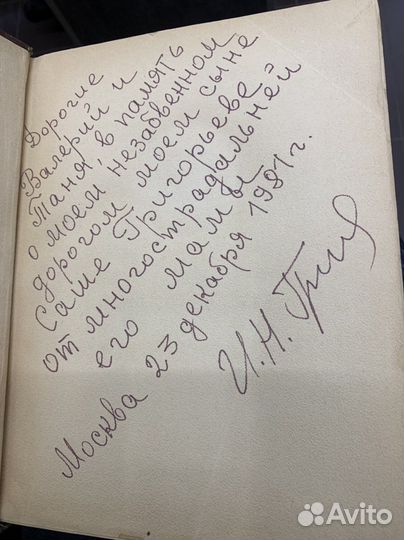 Дорогие
Валерий и
Таня, в память
о моем незабвенном
дорогом моем сыне
Саше Григорьеве
от многострадальней
его мамы
Москва 23 декабря 1981 г.
И.Н. Григ
Avito